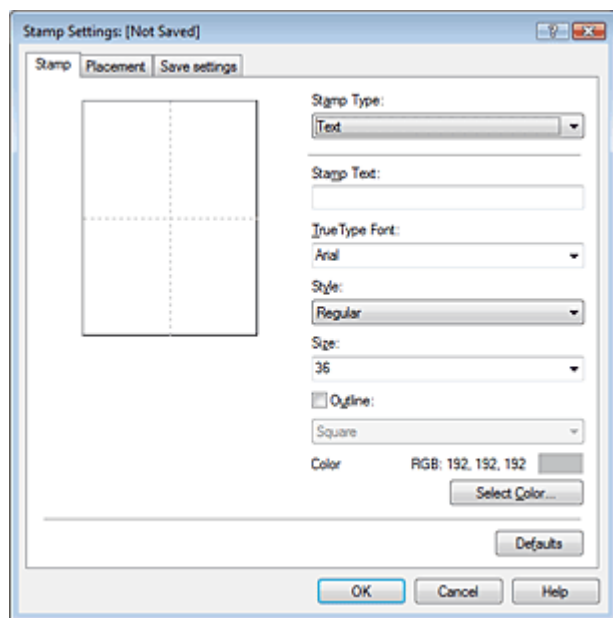 Stamp Settings: [Not Saved]
Stamp Placement Save settings
Stamp Type:
Text
Stamp Text:
TrueType Font:
Arial
Style:
Regular
Size:
36
Outline:
Square
Color RGB: 192, 192, 192
Select Color...
Defaults
OK Cancel Help